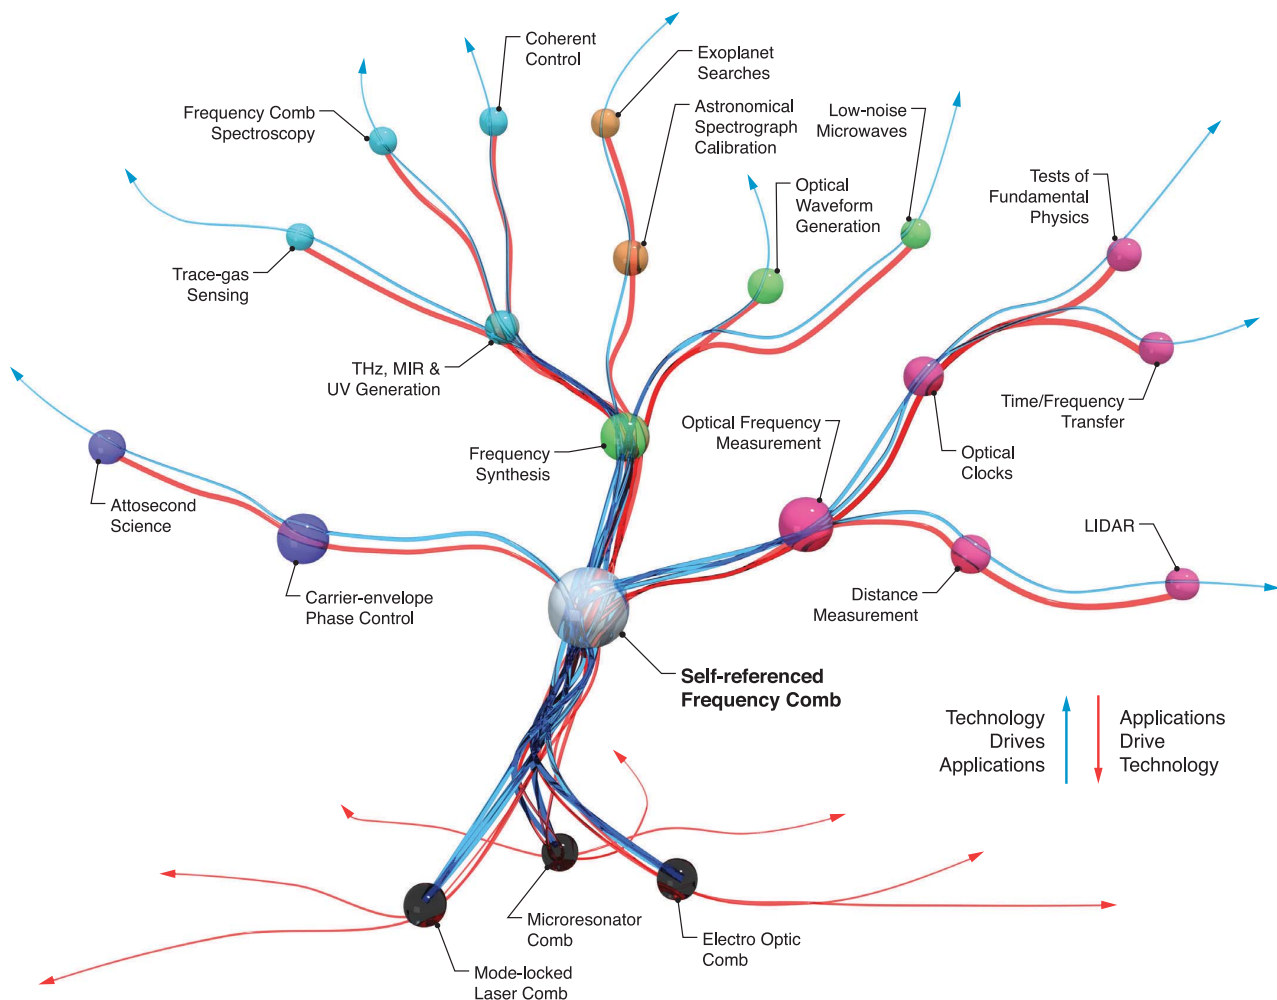 Coherent
Control
Exoplanet
Searches
Frequency Comb
Spectroscopy
Astronomical
Spectrograph
Calibration
Low-noise
Microwaves
Optical
Waveform
Generation
Tests of
Fundamental
Physics
Trace-gas
Sensing
THz, MIR &
UV Generation
Time/Frequency
Transfer
Optical Frequency
Measurement
Frequency
Synthesis
Optical
Clocks
Attosecond
Science
LIDAR
Carrier-envelope
Phase Control
Distance
Measurement
Self-referenced
Frequency Comb
Technology
Drives
Applications
Applications
Drive
Technology
Microresonator
Comb
Electro Optic
Comb
Mode-locked
Laser Comb